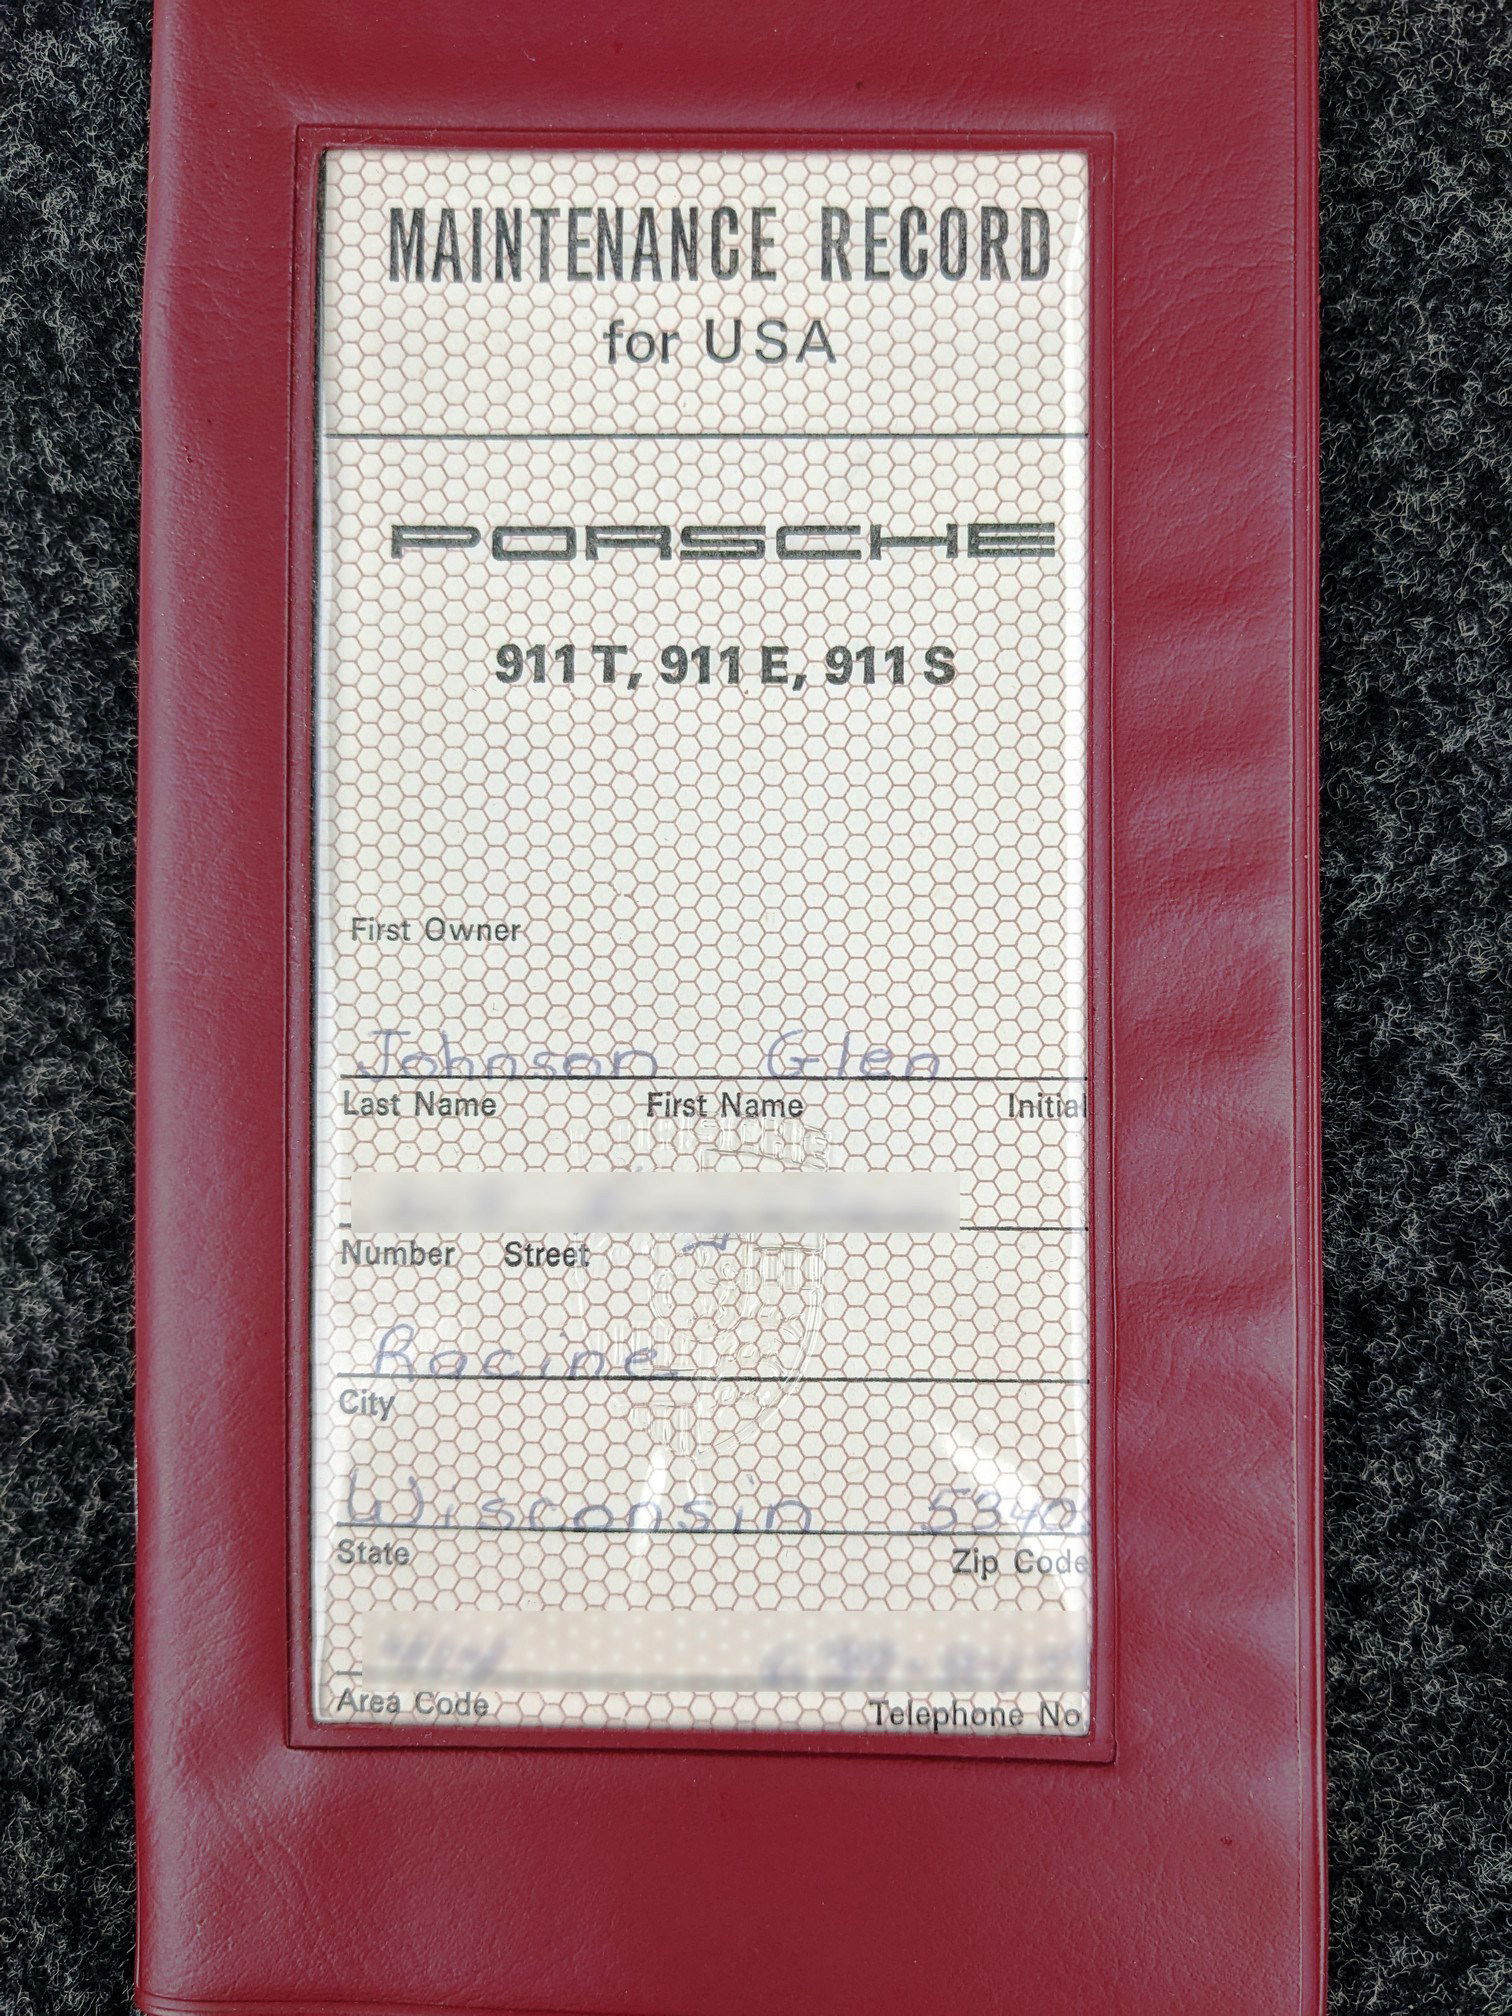 MAINTENANCE RECORD
for USA
PORSCHE
911 T, 911 E, 911 S
First Owner
Johnson Glen
Last Name First Name Initial
Number Street
Racine
City
Wisconsin
State Zip Code
Area Code Telephone No